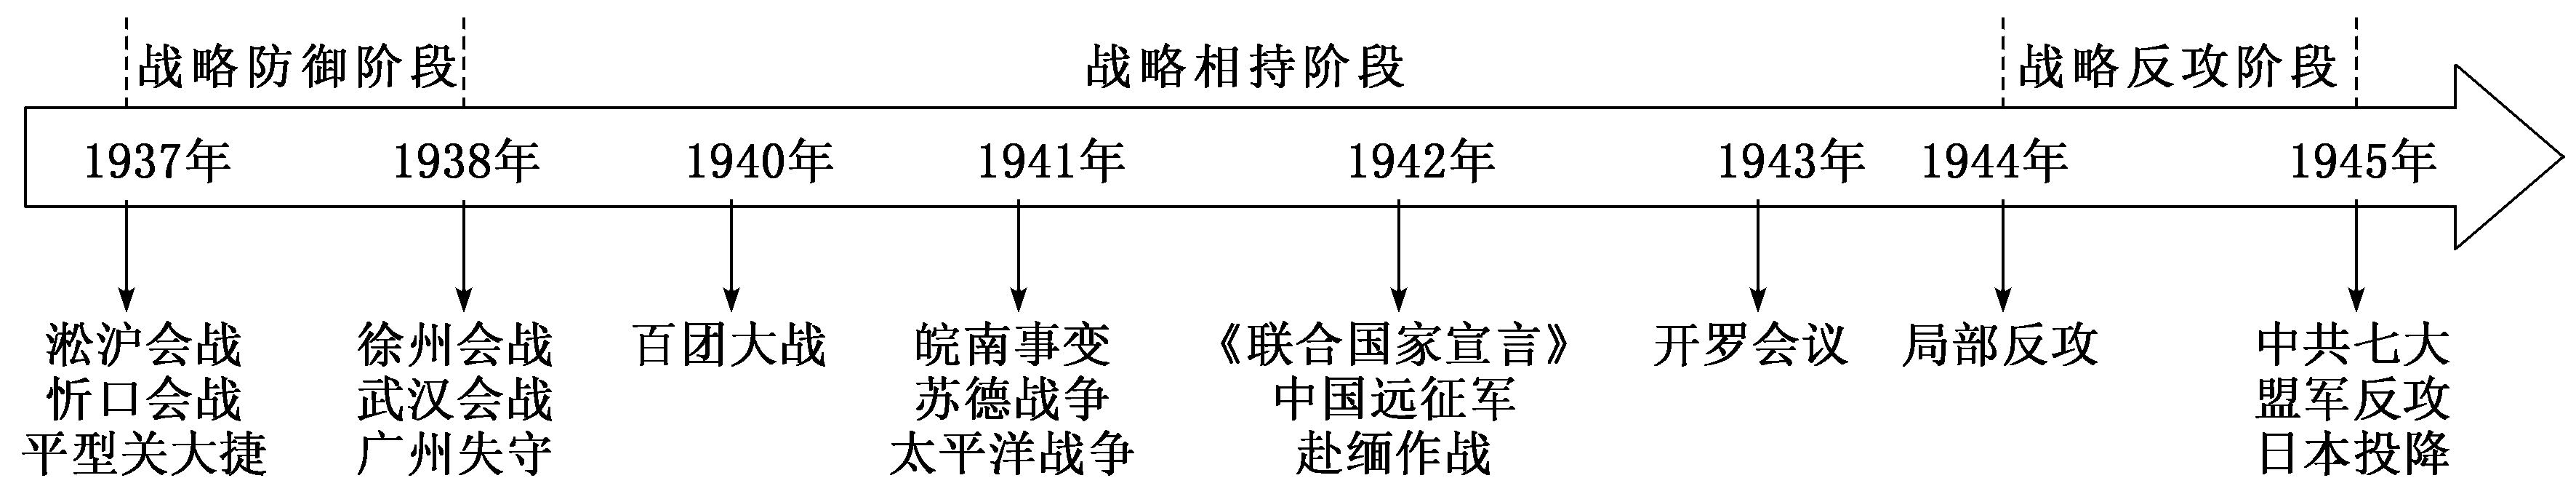 战略防御阶段 战略相持阶段 战略反攻阶段
1937年 1938年 1940年 1941年 1942年 1943年 1944年 1945年
淞沪会战 徐州会战 百团大战 皖南事变 《联合国家宣言》 开罗会议 局部反攻 中共七大
忻口会战 武汉会战 苏德战争 中国远征军 盟军反攻
平型关大捷 广州失守 太平洋战争 赴缅作战 日本投降